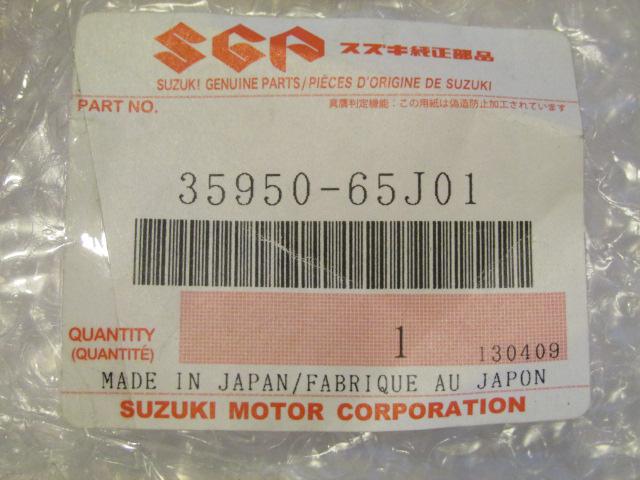 SGP スズキ純正部品
SUZUKI GENUINE PARTS/PIÈCES D'ORIGINE DE SUZUKI
PART NO. 真贋判定機能：この用紙は偽造防止加工されています
35950-65J01
QUANTITY
(QUANTITÉ)
1 130409
MADE IN JAPAN/FABRIQUE AU JAPON
SUZUKI MOTOR CORPORATION